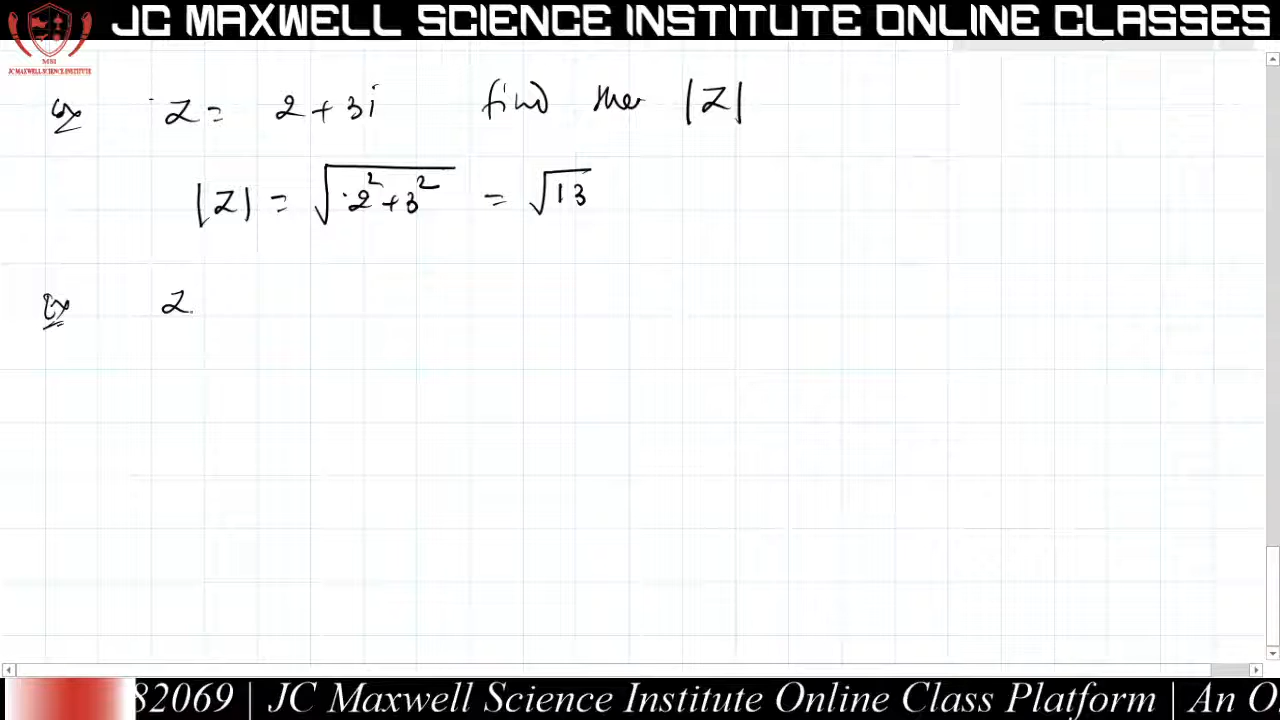 JC MAXWELL SCIENCE INSTITUTE ONLINE CLASSES
MSI
JC MAXWELL SCIENCE INSTITUTE
Ex Z = 2 + 3i find the |Z|
|Z| = √2²+3² = √13
Ex Z
82069 | JC Maxwell Science Institute Online Class Platform | An O